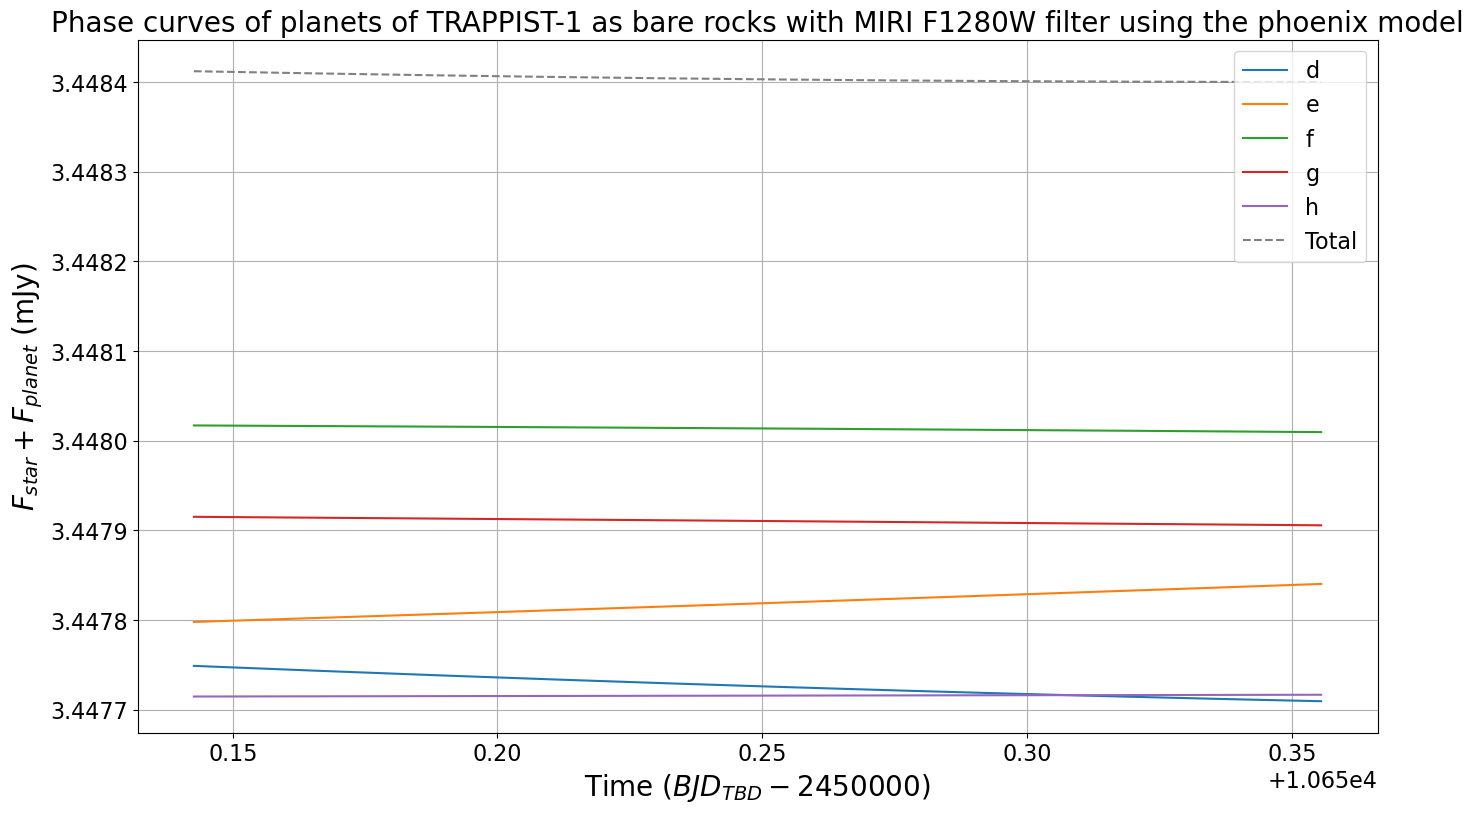 Phase curves of planets of TRAPPIST-1 as bare rocks with MIRI F1280W filter using the phoenix model
3.4484
3.4483
3.4482
3.4481
3.4480
3.4479
3.4478
3.4477
F_star + F_planet (mJy)
d
e
f
g
h
Total
0.15 0.20 0.25 0.30 0.35
+1.065e4
Time (BJD_TBD − 2450000)